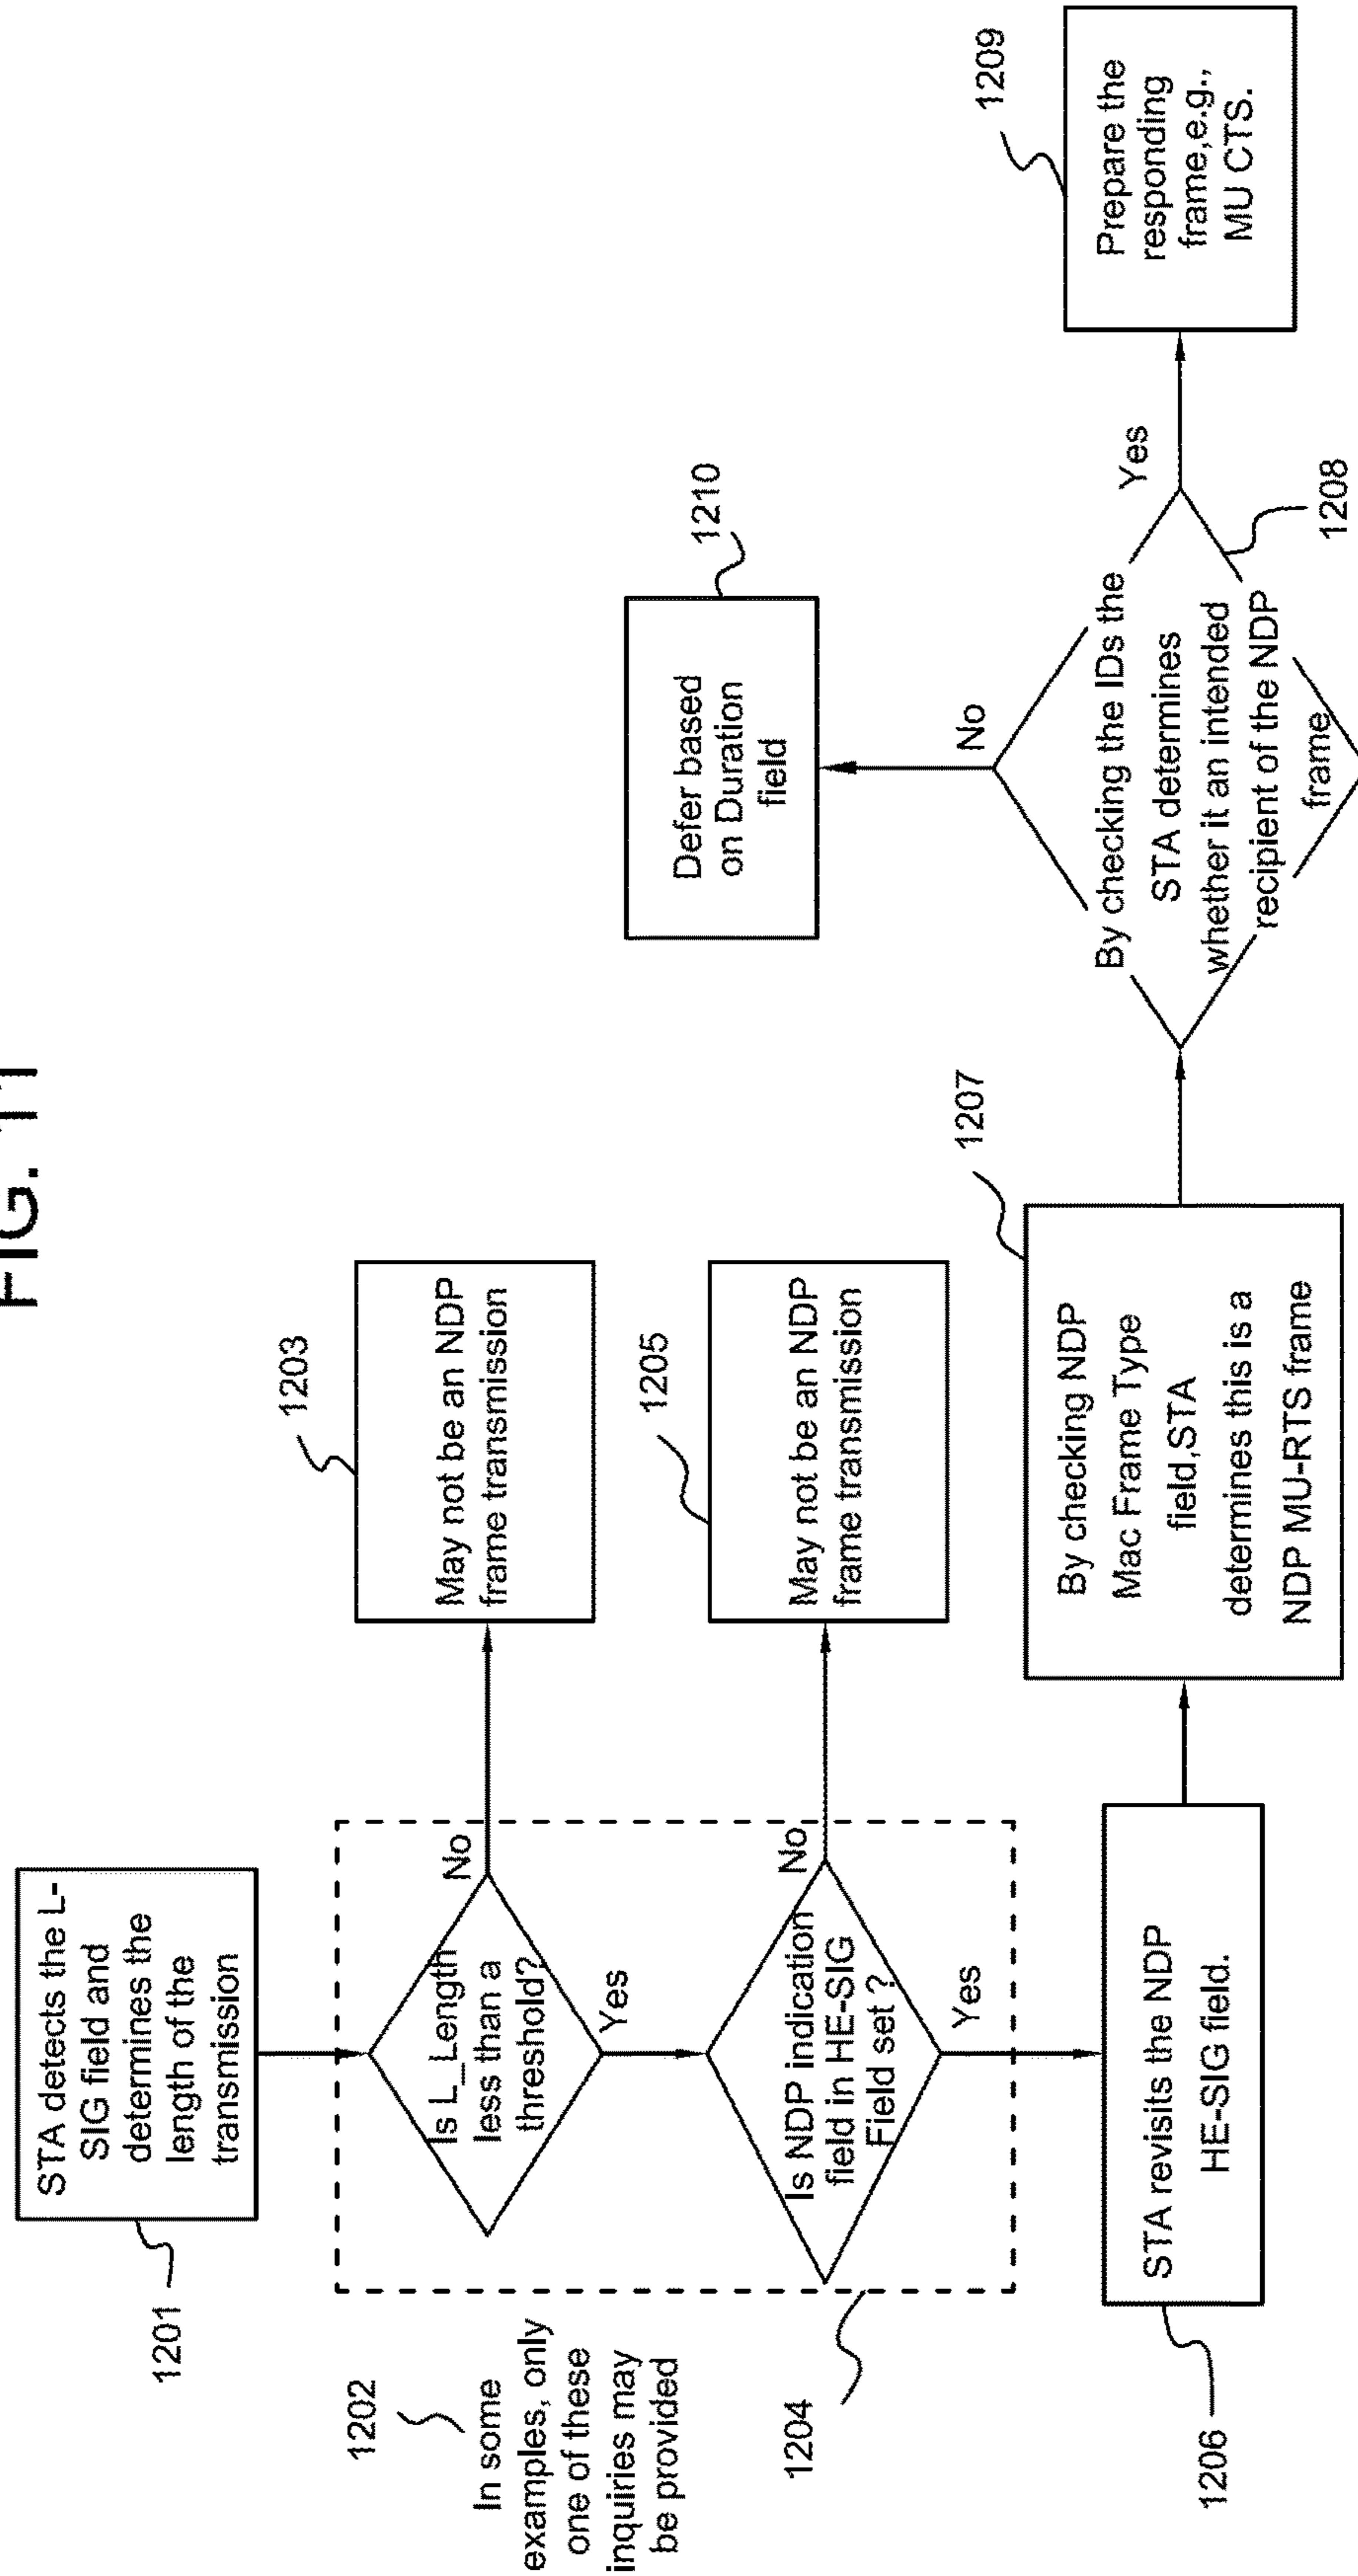 FIG. 11
STA detects the L-
SIG field and
determines the
length of the
transmission
1201
1202
In some
examples, only
one of these
inquiries may
be provided
Is L_Length
less than a
threshold?
No
Yes
1203
May not be an NDP
frame transmission
1204
Is NDP indication
field in HE-SIG
Field set ?
No
Yes
1205
May not be an NDP
frame transmission
STA revisits the NDP
HE-SIG field.
1206
1207
By checking NDP
Mac Frame Type
field,STA
determines this is a
NDP MU-RTS frame
By checking the IDs the
STA determines
whether it an intended
recipient of the NDP
frame
1208
No
Yes
1210
Defer based
on Duration
field
1209
Prepare the
responding
frame,e.g.,
MU CTS.